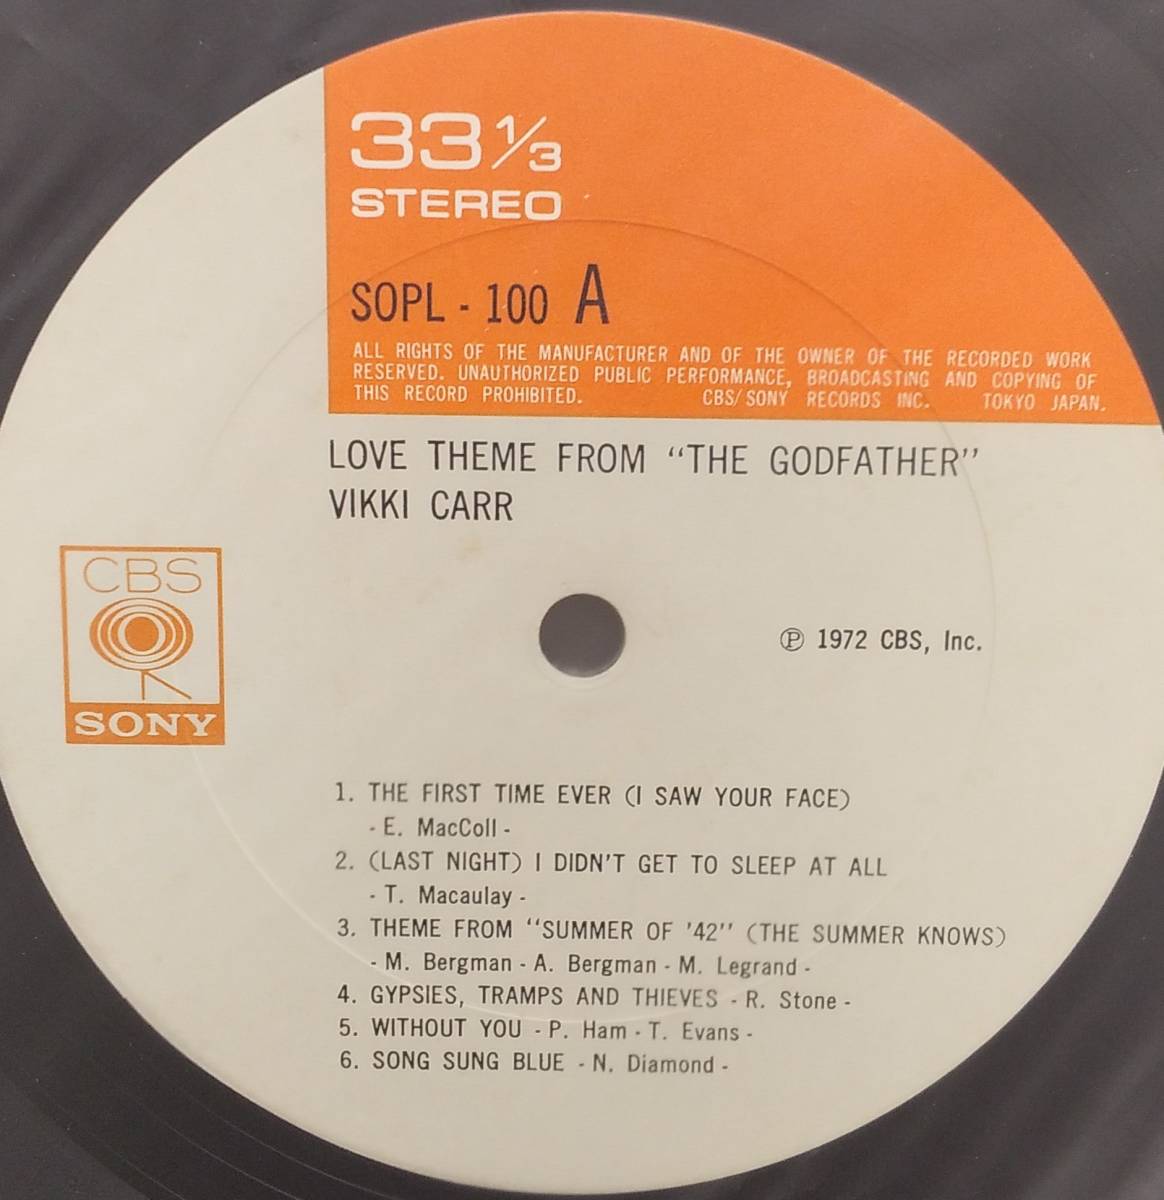 33 1/3
STEREO
SOPL - 100 A
ALL RIGHTS OF THE MANUFACTURER AND OF THE OWNER OF THE RECORDED WORK
RESERVED. UNAUTHORIZED PUBLIC PERFORMANCE, BROADCASTING AND COPYING OF
THIS RECORD PROHIBITED. CBS/SONY RECORDS INC. TOKYO JAPAN.
LOVE THEME FROM “THE GODFATHER”
VIKKI CARR
CBS
SONY
℗ 1972 CBS, Inc.
1. THE FIRST TIME EVER (I SAW YOUR FACE)
- E. MacColl -
2. (LAST NIGHT) I DIDN'T GET TO SLEEP AT ALL
- T. Macaulay -
3. THEME FROM “SUMMER OF '42” (THE SUMMER KNOWS)
- M. Bergman - A. Bergman - M. Legrand -
4. GYPSIES, TRAMPS AND THIEVES - R. Stone -
5. WITHOUT YOU - P. Ham - T. Evans -
6. SONG SUNG BLUE - N. Diamond -